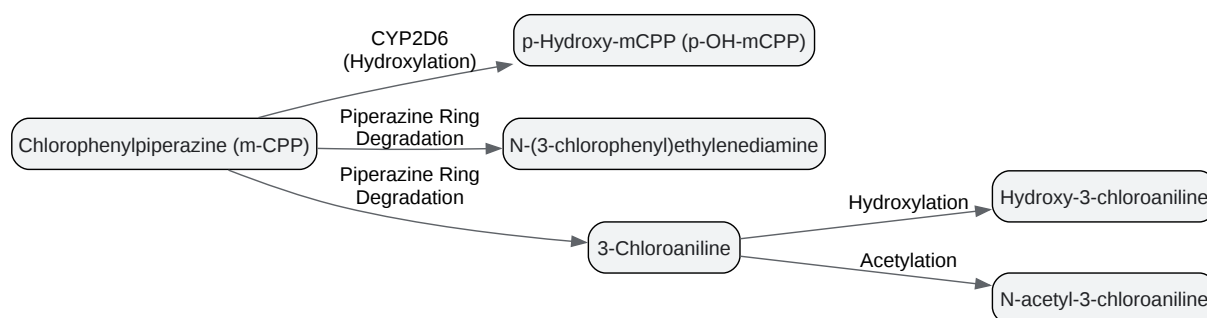 CYP2D6
(Hydroxylation)
p-Hydroxy-mCPP (p-OH-mCPP)
Chlorophenylpiperazine (m-CPP)
Piperazine Ring
Degradation
N-(3-chlorophenyl)ethylenediamine
Piperazine Ring
Degradation
3-Chloroaniline
Hydroxylation
Hydroxy-3-chloroaniline
Acetylation
N-acetyl-3-chloroaniline